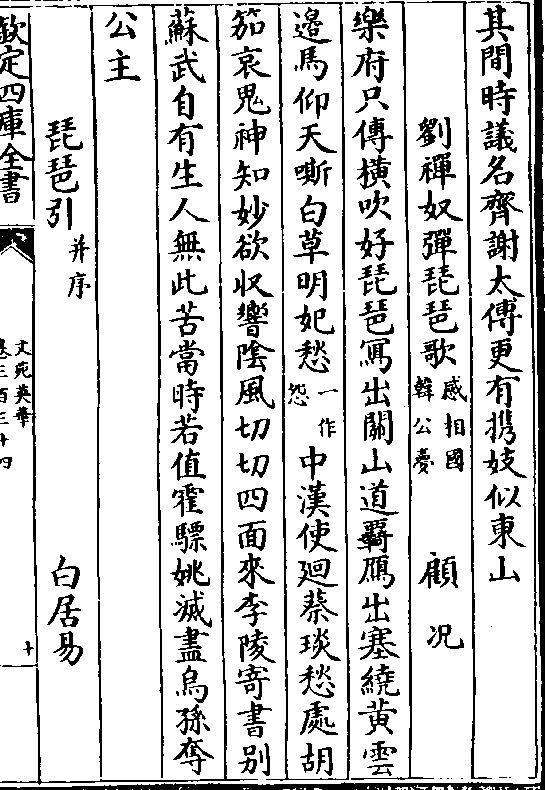 其間時議名齊謝太傅更有携妓似東山
劉禪奴彈琵琶歌 感相國韓公夢 顧況
樂府只傳横吹好琵琶冩出關山道羇鴈出塞繞黄雲
邉馬仰天嘶白草明妃愁 一作怨 中漢使廻蔡琰愁處胡
笳哀鬼神知妙欲収響隂風切切四面來李陵寄書别
蘇武自有生人無此苦當時若值霍驃姚滅盡烏孫奪
公主
琵琶引 并序 白居易
欽定四庫全書
文苑英華
卷三百三十四
十